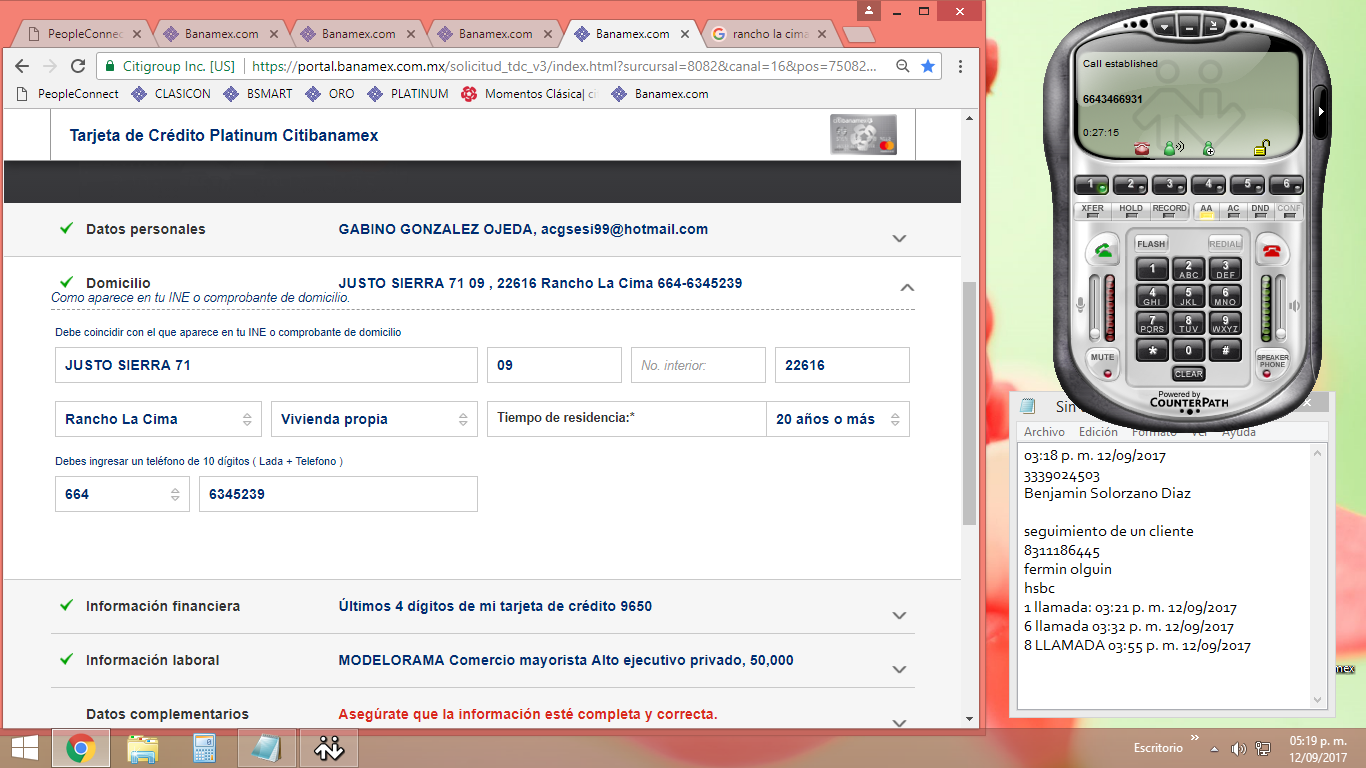 PeopleConnec
Banamex.com
Banamex.com
Banamex.com
Banamex.com
rancho la cima
Citigroup Inc. [US]
https://portal.banamex.com.mx/solicitud_tdc_v3/index.html?surcursal=8082&canal=16&pos=75082...
PeopleConnect
CLASICON
BSMART
ORO
PLATINUM
Momentos Clásica| ci
Banamex.com
Tarjeta de Crédito Platinum Citibanamex
Datos personales
GABINO GONZALEZ OJEDA, acgsesi99@hotmail.com
Domicilio
JUSTO SIERRA 71 09 , 22616 Rancho La Cima 664-6345239
Como aparece en tu INE o comprobante de domicilio.
Debe coincidir con el que aparece en tu INE o comprobante de domicilio
JUSTO SIERRA 71
09
No. interior:
22616
Rancho La Cima
Vivienda propia
Tiempo de residencia:*
20 años o más
Debes ingresar un teléfono de 10 dígitos ( Lada + Telefono )
664
6345239
Información financiera
Últimos 4 dígitos de mi tarjeta de crédito 9650
Información laboral
MODELORAMA Comercio mayorista Alto ejecutivo privado, 50,000
Datos complementarios
Asegúrate que la información esté completa y correcta.
Call established
6643466931
0:27:15
1 2 3 4 5 6
XFER HOLD RECORD AA AC DND CONF
FLASH
REDIAL
1 2 ABC 3 DEF
4 GHI 5 JKL 6 MNO
7 PQRS 8 TUV 9 WXYZ
* 0 #
MUTE
CLEAR
SPEAKER PHONE
Powered by
COUNTERPATH
Sin
Archivo Edición Formato Ver Ayuda
03:18 p. m. 12/09/2017
3339024503
Benjamin Solorzano Diaz
seguimiento de un cliente
8311186445
fermin olguin
hsbc
1 llamada: 03:21 p. m. 12/09/2017
6 llamada 03:32 p. m. 12/09/2017
8 LLAMADA 03:55 p. m. 12/09/2017
nex
Escritorio
05:19 p. m.
12/09/2017